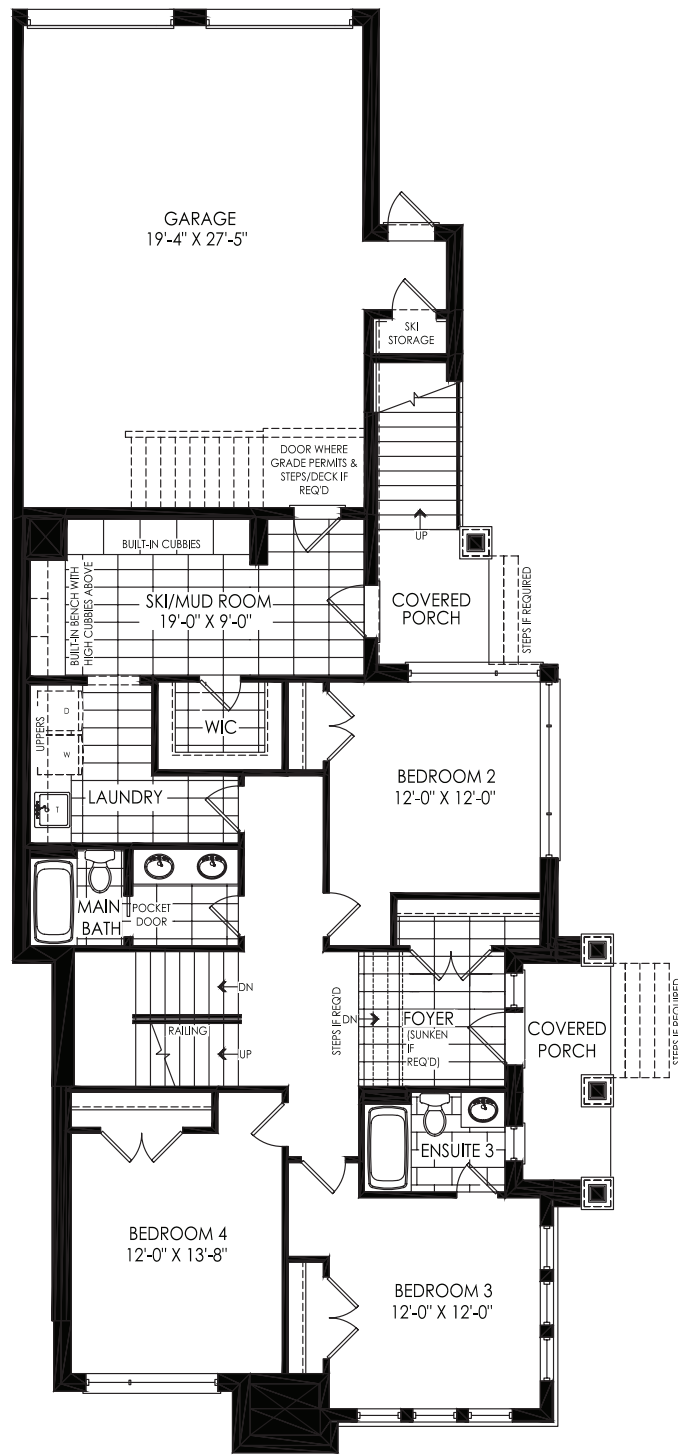 GARAGE
19'-4" X 27'-5"
SKI
STORAGE
DOOR WHERE
GRADE PERMITS &
STEPS/DECK IF
REQ'D
UP
BUILT-IN CUBBIES
BUILT-IN BENCH WITH
HIGH CUBBIES ABOVE
SKI/MUD ROOM
19'-0" X 9'-0"
COVERED
PORCH
STEPS IF REQUIRED
WIC
UPPERS
D
W
T
LAUNDRY
BEDROOM 2
12'-0" X 12'-0"
MAIN
BATH
POCKET
DOOR
DN
RAILING
UP
STEPS IF REQ'D
DN
FOYER
(SUNKEN
IF
REQ'D)
COVERED
PORCH
STEPS IF REQUIRED
ENSUITE 3
BEDROOM 4
12'-0" X 13'-8"
BEDROOM 3
12'-0" X 12'-0"